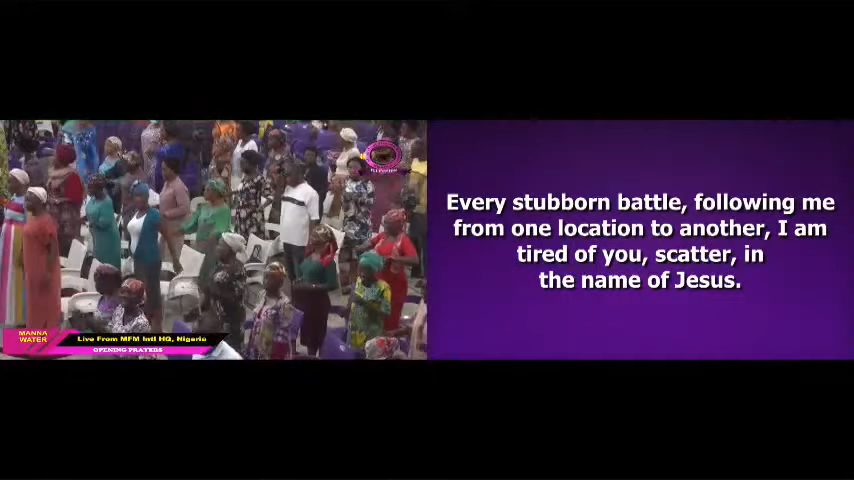 MANNA
WATER
Live From MFM Intl HQ, Nigeria
OPENING PRAYERS
Every stubborn battle, following me
from one location to another, I am
tired of you, scatter, in
the name of Jesus.